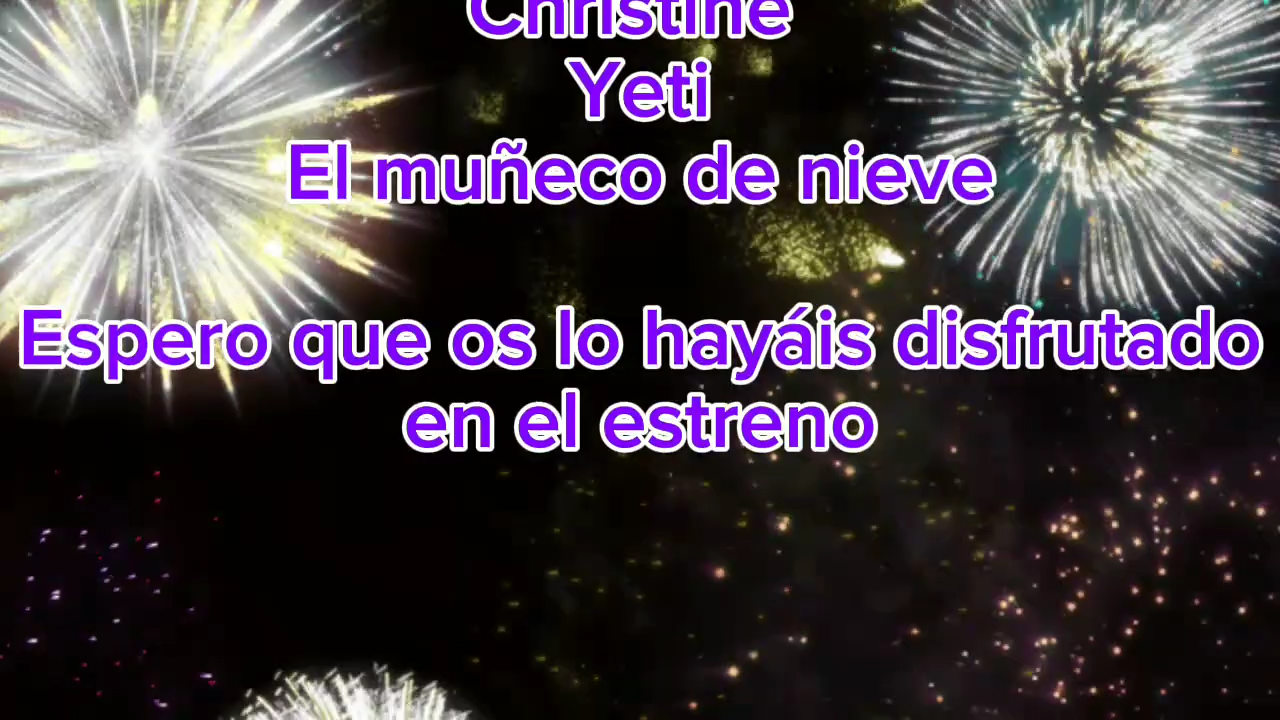 Christine
Yeti
El muñeco de nieve
Espero que os lo hayáis disfrutado
en el estreno